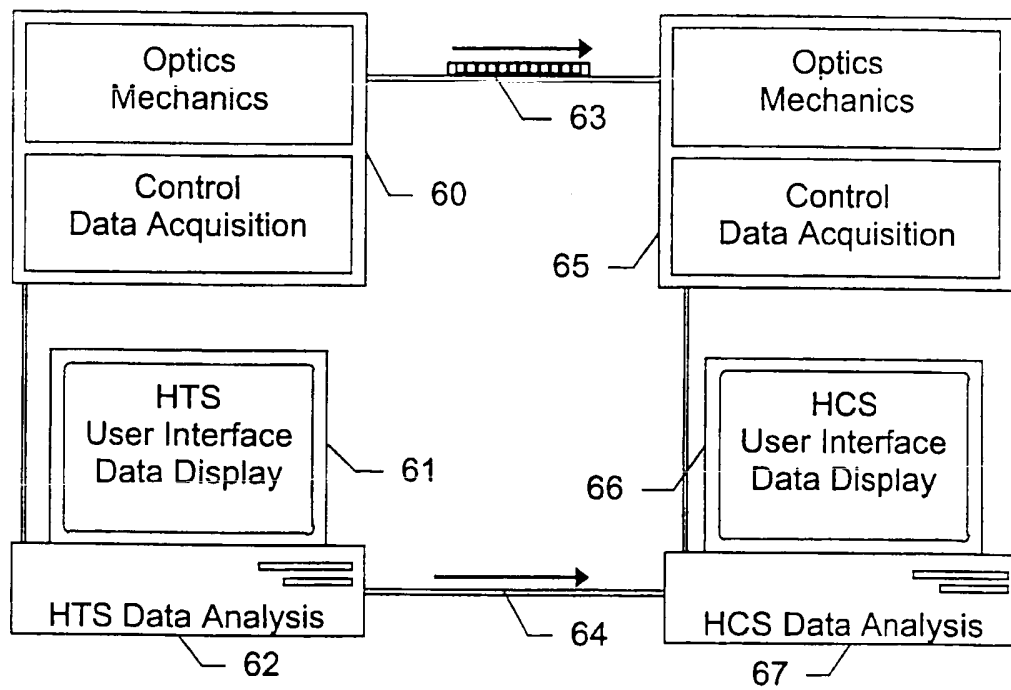 Optics
Mechanics
Control
Data Acquisition
60
63
Optics
Mechanics
Control
Data Acquisition
65
HTS
User Interface
Data Display
61
HTS Data Analysis
62
64
HCS
User Interface
Data Display
66
HCS Data Analysis
67